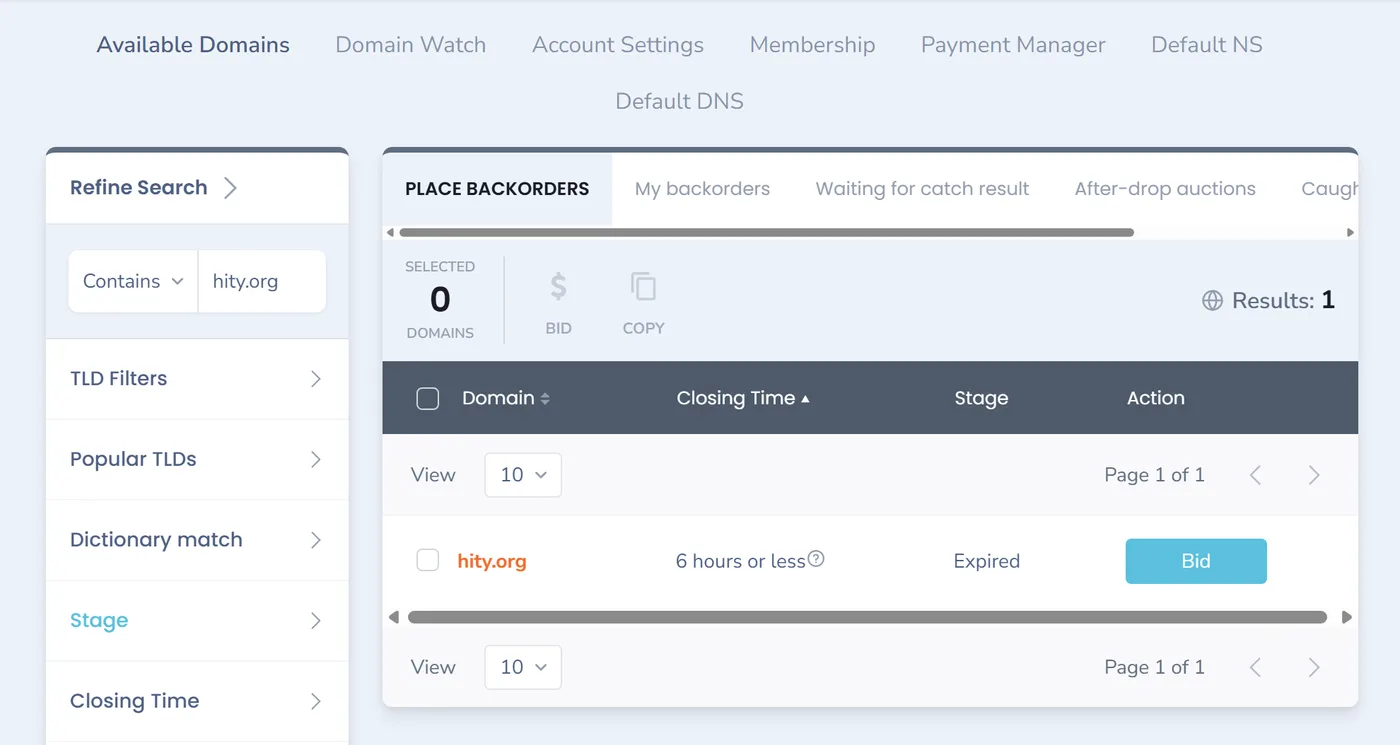 Available Domains Domain Watch Account Settings Membership Payment Manager Default NS
Default DNS
Refine Search
Contains hity.org
TLD Filters
Popular TLDs
Dictionary match
Stage
Closing Time
PLACE BACKORDERS My backorders Waiting for catch result After-drop auctions Caugh
SELECTED
0
DOMAINS
$
BID
COPY
Results: 1
Domain Closing Time Stage Action
View 10 Page 1 of 1
hity.org 6 hours or less ? Expired Bid
View 10 Page 1 of 1